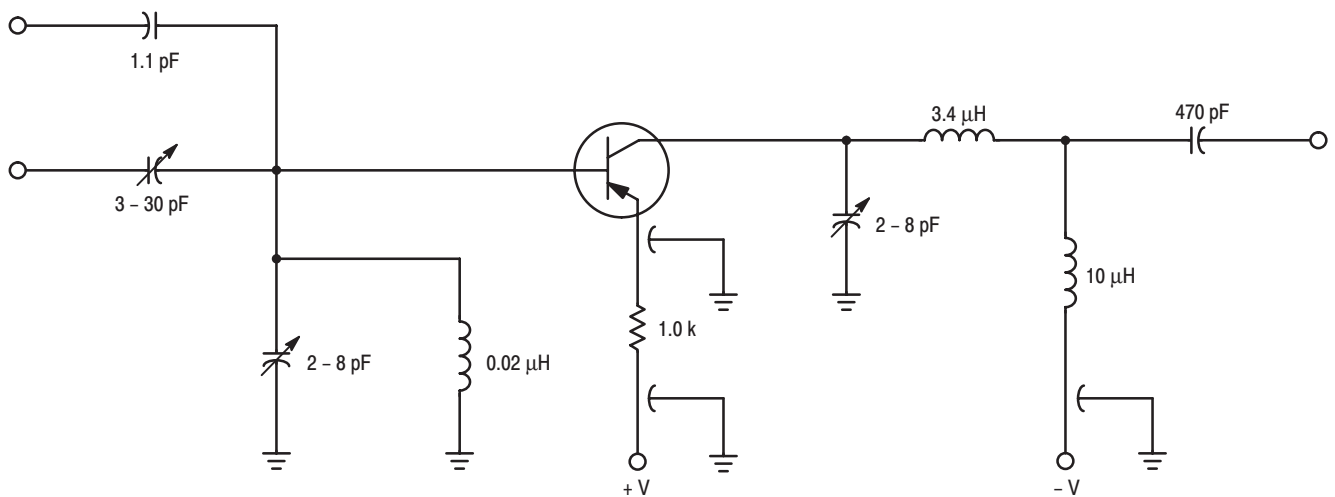 1.1 pF
3 – 30 pF
3.4 µH
470 pF
2 – 8 pF
10 µH
1.0 k
2 – 8 pF
0.02 µH
+ V
– V